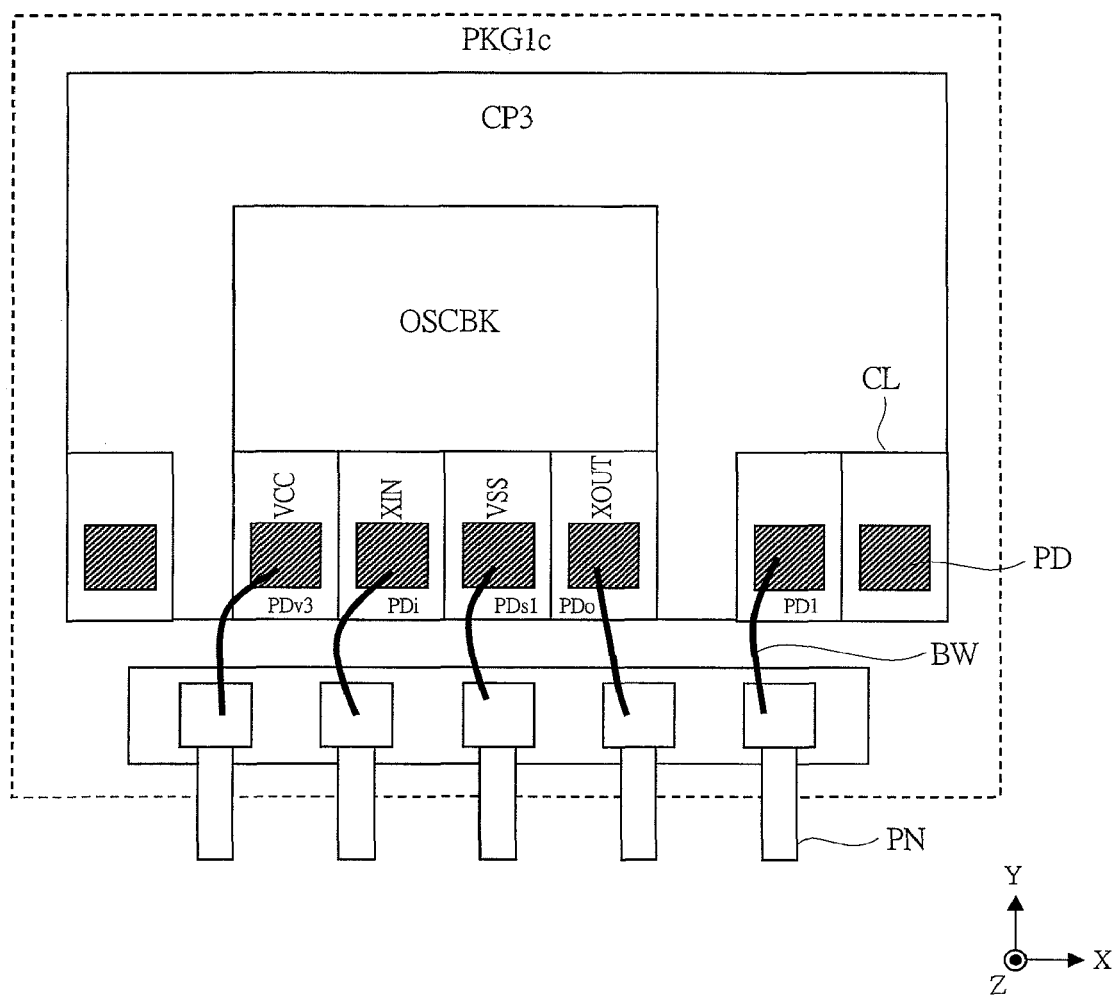 PKG1c
CP3
OSCBK
CL
VCC
XIN
VSS
XOUT
PD
PDv3
PDi
PDs1
PDo
PD1
BW
PN
Y
X
Z